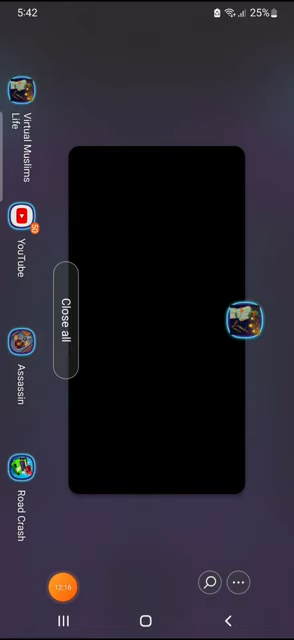 5:42
25%
Virtual Muslims
Life
50
YouTube
Assassin
Road Crash
Close all
12:16